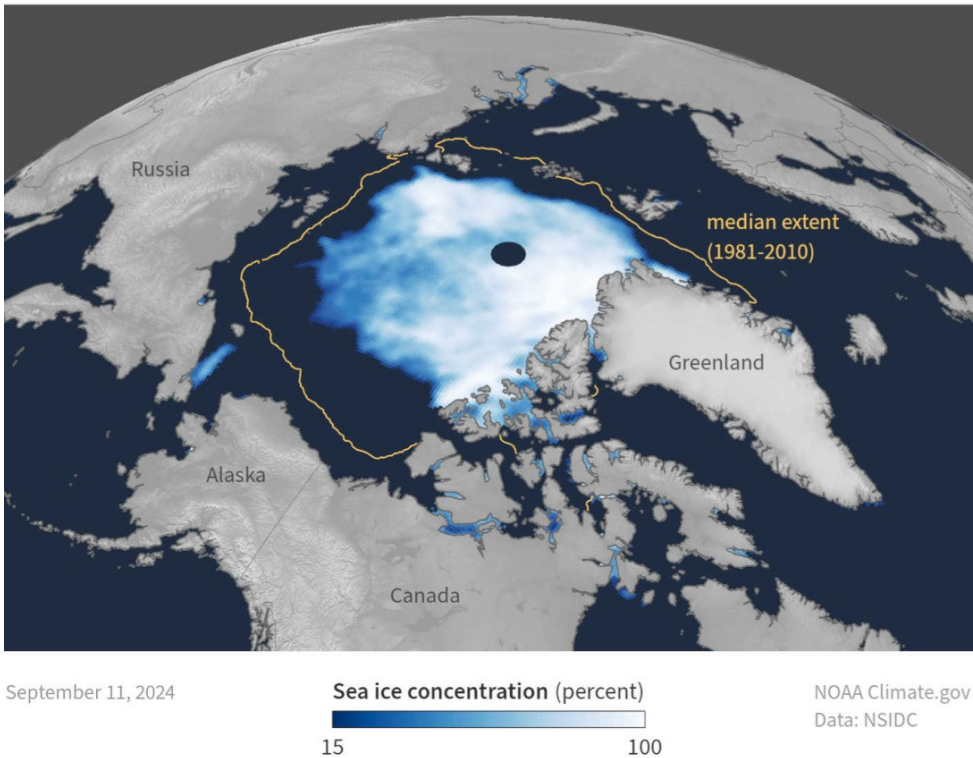 Russia
median extent
(1981-2010)
Greenland
Alaska
Canada
September 11, 2024
Sea ice concentration (percent)
NOAA Climate.gov
15
100
Data: NSIDC